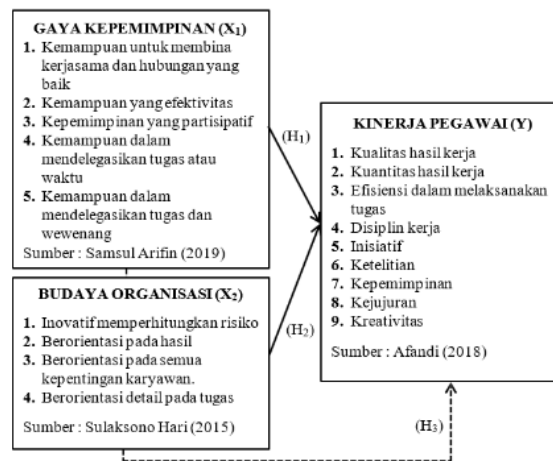 GAYA KEPEMIMPINAN (X₁)
1. Kemampuan untuk membina
kerjasama dan hubungan yang
baik
2. Kemampuan yang efektivitas
3. Kepemimpinan yang partisipatif
4. Kemampuan dalam
mendelegasikan tugas atau
waktu
5. Kemampuan dalam
mendelegasikan tugas dan
wewenang
Sumber : Samsul Arifin (2019)
BUDAYA ORGANISASI (X₂)
1. Inovatif memperhitungkan risiko
2. Berorientasi pada hasil
3. Berorientasi pada semua
kepentingan karyawan.
4. Berorientasi detail pada tugas
Sumber : Sulaksono Hari (2015)
(H₁)
(H₂)
KINERJA PEGAWAI (Y)
1. Kualitas hasil kerja
2. Kuantitas hasil kerja
3. Efisiensi dalam melaksanakan
tugas
4. Disiplin kerja
5. Inisiatif
6. Ketelitian
7. Kepemimpinan
8. Kejujuran
9. Kreativitas
Sumber : Afandi (2018)
(H₃)